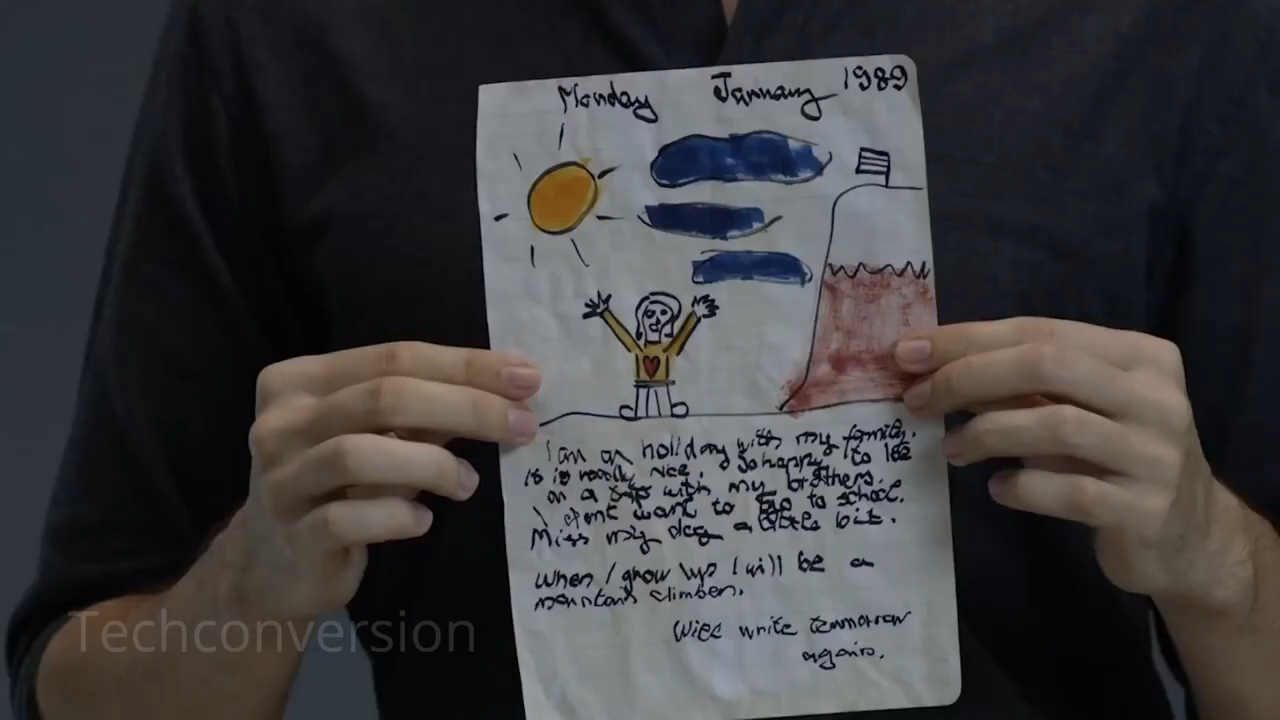 Monday January 1989
I am on holiday with my family.
It is really nice. So happy to be
on a trip with my brothers.
I dont want to go to school.
Miss my dog a little bit.
When I grow up I will be a
mountain climber.
Will write tomorrow
again.
Techconversion